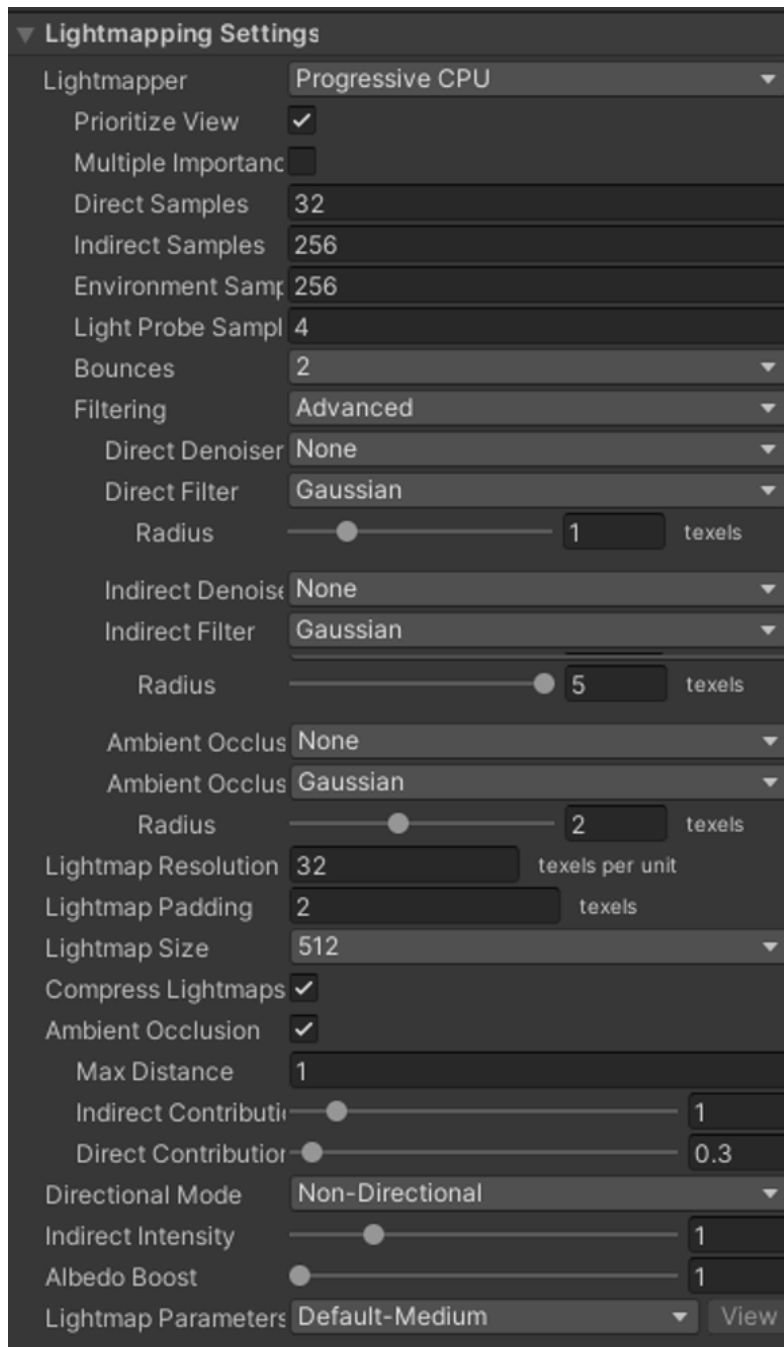 Lightmapping Settings
Lightmapper Progressive CPU
Prioritize View
Multiple Importanc
Direct Samples 32
Indirect Samples 256
Environment Samp 256
Light Probe Sampl 4
Bounces 2
Filtering Advanced
Direct Denoiser None
Direct Filter Gaussian
Radius 1 texels
Indirect Denoise None
Indirect Filter Gaussian
Radius 5 texels
Ambient Occlus None
Ambient Occlus Gaussian
Radius 2 texels
Lightmap Resolution 32 texels per unit
Lightmap Padding 2 texels
Lightmap Size 512
Compress Lightmaps
Ambient Occlusion
Max Distance 1
Indirect Contributi 1
Direct Contribution 0.3
Directional Mode Non-Directional
Indirect Intensity 1
Albedo Boost 1
Lightmap Parameters Default-Medium View